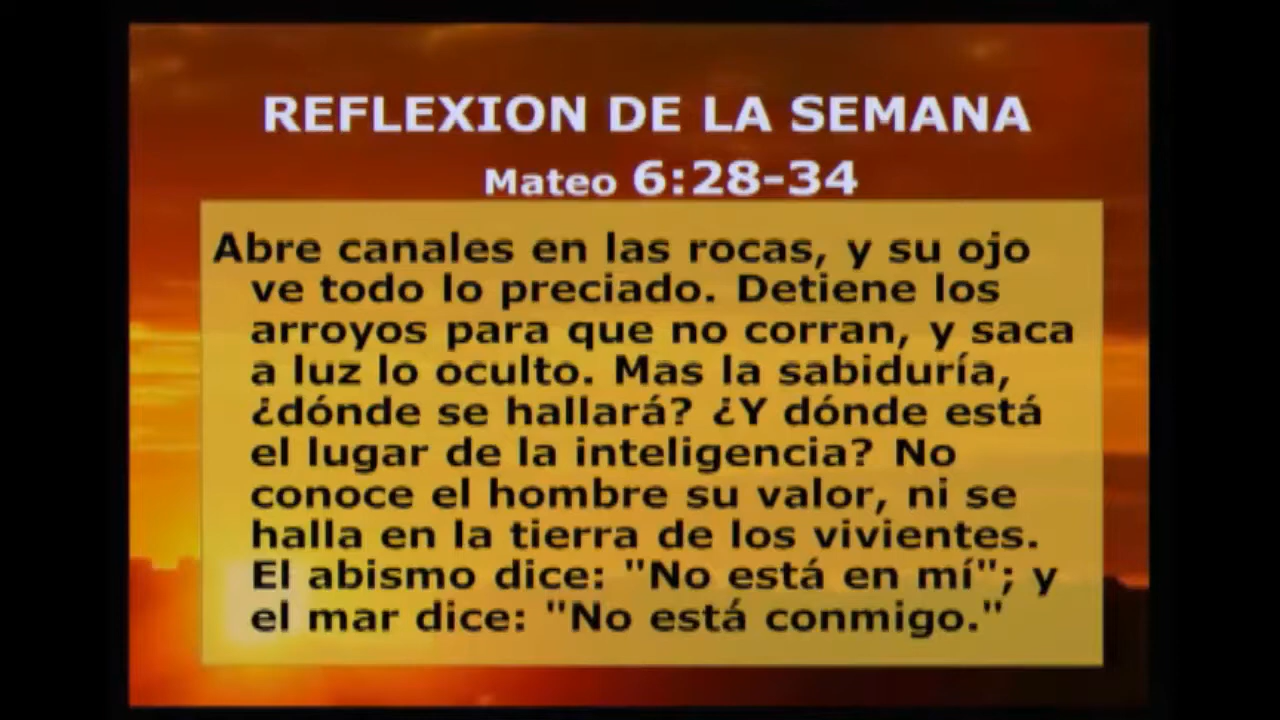 REFLEXION DE LA SEMANA
Mateo 6:28-34
Abre canales en las rocas, y su ojo
ve todo lo preciado. Detiene los
arroyos para que no corran, y saca
a luz lo oculto. Mas la sabiduría,
¿dónde se hallará? ¿Y dónde está
el lugar de la inteligencia? No
conoce el hombre su valor, ni se
halla en la tierra de los vivientes.
El abismo dice: "No está en mí"; y
el mar dice: "No está conmigo."